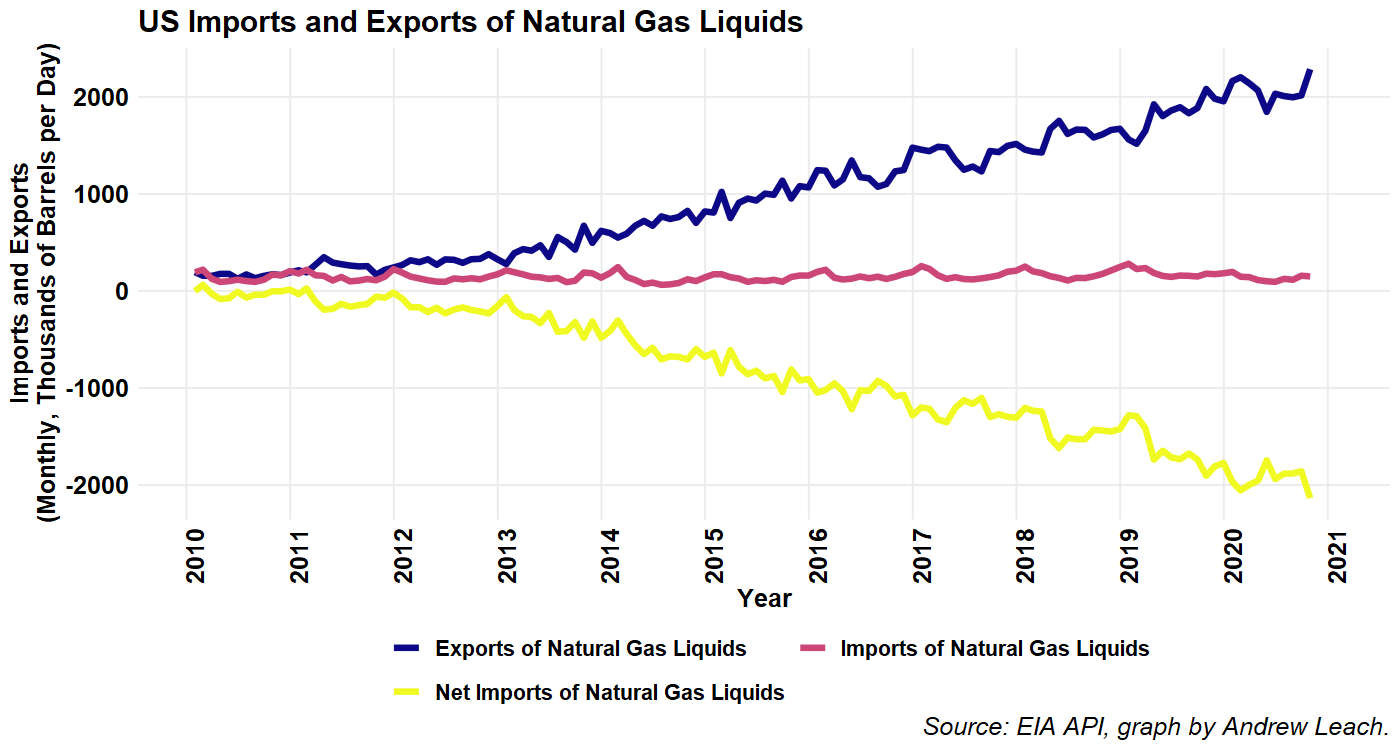 US Imports and Exports of Natural Gas Liquids
Imports and Exports
(Monthly, Thousands of Barrels per Day)
2000
1000
0
-1000
-2000
2010
2011
2012
2013
2014
2015
2016
2017
2018
2019
2020
2021
Year
Exports of Natural Gas Liquids
Imports of Natural Gas Liquids
Net Imports of Natural Gas Liquids
Source: EIA API, graph by Andrew Leach.